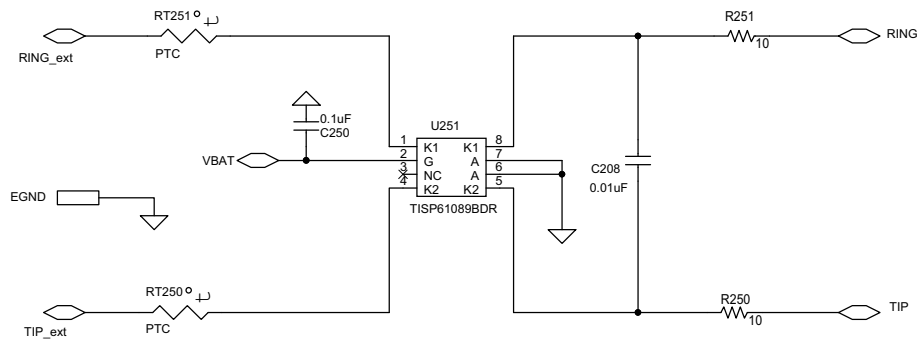 RT251
t
RING_ext
PTC
R251
10
RING
0.1uF
C250
U251
VBAT
1 K1 K1 8
2 G A 7
3 NC A 6
4 K2 K2 5
TISP61089BDR
C208
0.01uF
EGND
RT250
t
TIP_ext
PTC
R250
10
TIP